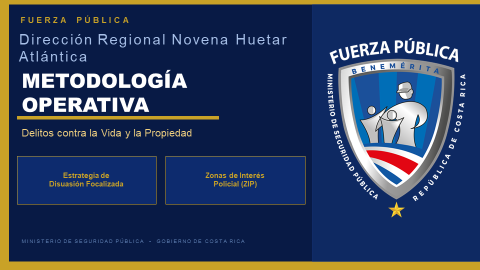 FUERZA PÚBLICA
Dirección Regional Novena Huetar
Atlántica
METODOLOGÍA
OPERATIVA
Delitos contra la Vida y la Propiedad
Estrategia de
Disuasión Focalizada
Zonas de Interés
Policial (ZIP)
MINISTERIO DE SEGURIDAD PÚBLICA – GOBIERNO DE COSTA RICA
FUERZA PÚBLICA
BENEMÉRITA
MINISTERIO DE SEGURIDAD PÚBLICA
REPÚBLICA DE COSTA RICA